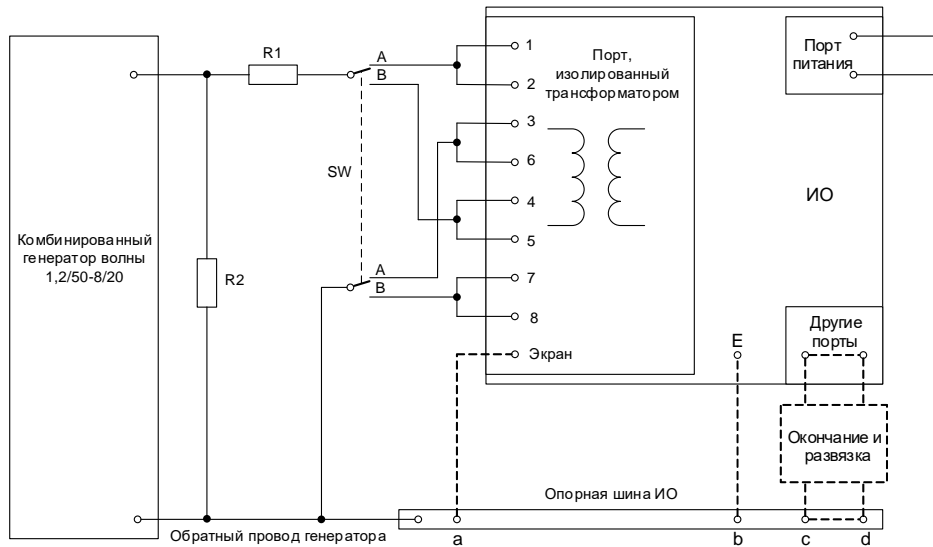 Комбинированный
генератор волны
1,2/50-8/20
R1
R2
SW
A
B
A
B
1
2
3
6
4
5
7
8
Экран
Порт,
изолированный
трансформатором
Порт
питания
ИО
Другие
порты
E
Окончание и
развязка
Опорная шина ИО
Обратный провод генератора
a
b
c
d